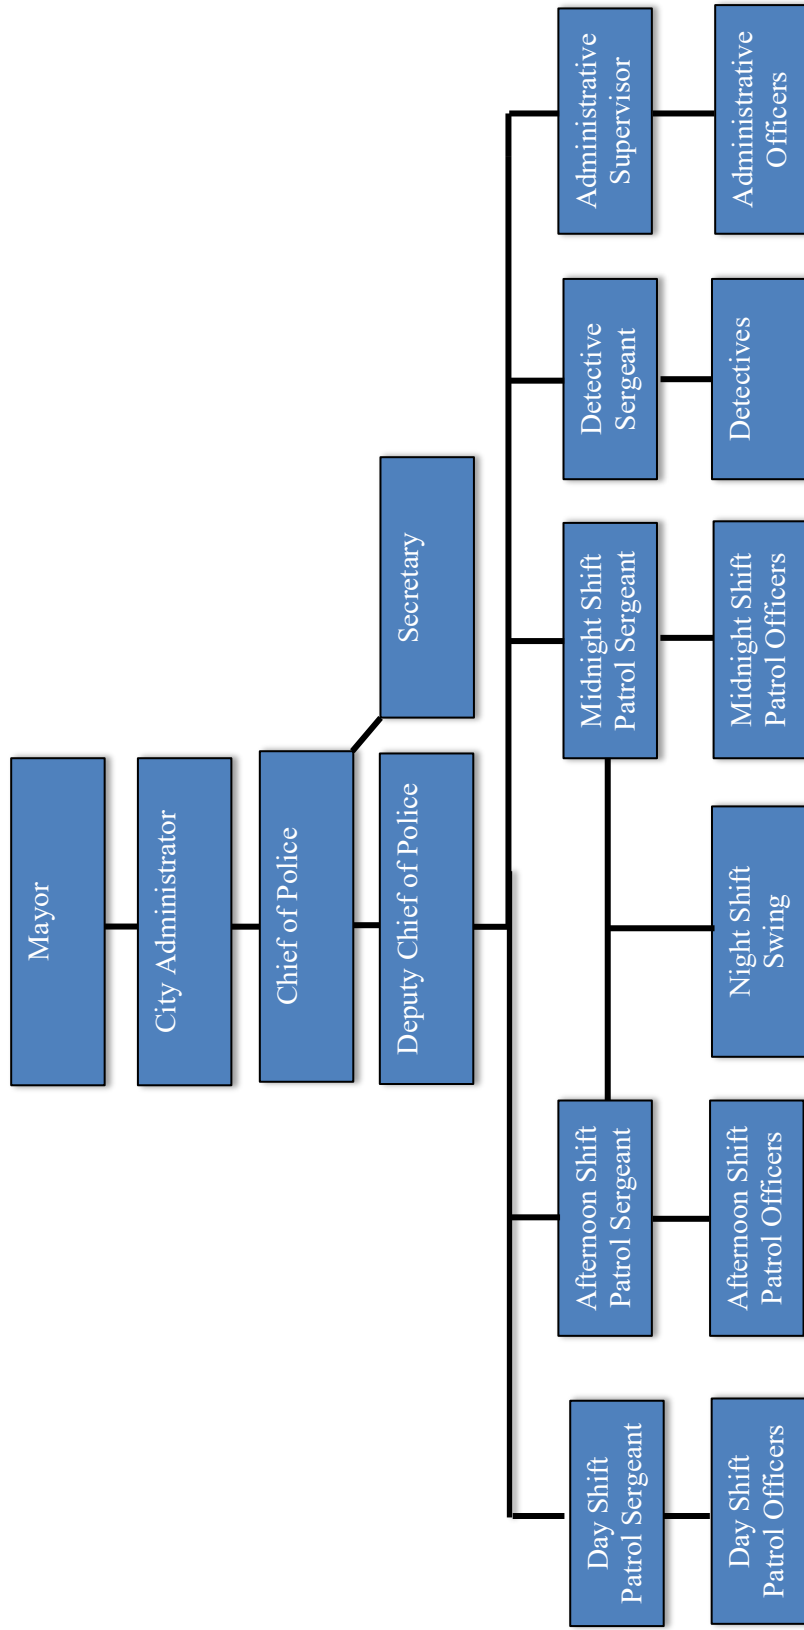 Mayor
City Administrator
Chief of Police
Deputy Chief of Police
Secretary
Day Shift
Patrol Sergeant
Afternoon Shift
Patrol Sergeant
Midnight Shift
Patrol Sergeant
Detective
Sergeant
Administrative
Supervisor
Day Shift
Patrol Officers
Afternoon Shift
Patrol Officers
Night Shift
Swing
Midnight Shift
Patrol Officers
Detectives
Administrative
Officers